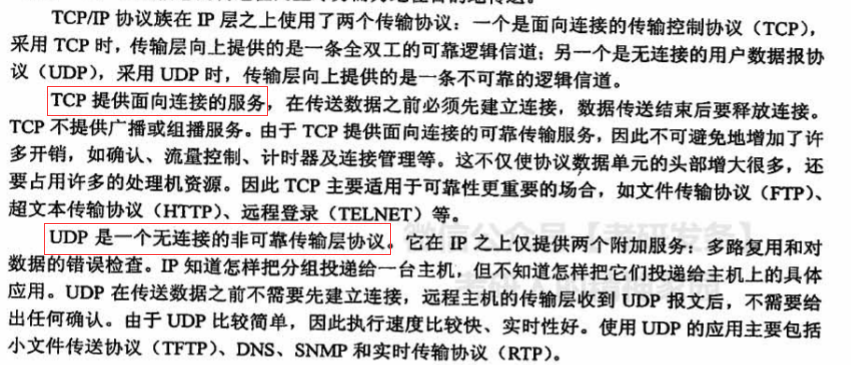 TCP/IP 协议族在 IP 层之上使用了两个传输协议：一个是面向连接的传输控制协议（TCP），
采用 TCP 时，传输层向上提供的是一条全双工的可靠逻辑信道；另一个是无连接的用户数据报协
议（UDP），采用 UDP 时，传输层向上提供的是一条不可靠的逻辑信道。
TCP 提供面向连接的服务，在传送数据之前必须先建立连接，数据传送结束后要释放连接。
TCP 不提供广播或组播服务。由于 TCP 提供面向连接的可靠传输服务，因此不可避免地增加了许
多开销，如确认、流量控制、计时器及连接管理等。这不仅使协议数据单元的头部增大很多，还
要占用许多的处理机资源。因此 TCP 主要适用于可靠性更重要的场合，如文件传输协议（FTP）、
超文本传输协议（HTTP）、远程登录（TELNET）等。
UDP 是一个无连接的非可靠传输层协议。它在 IP 之上仅提供两个附加服务：多路复用和对
数据的错误检查。IP 知道怎样把分组投递给一台主机，但不知道怎样把它们投递给主机上的具体
应用。UDP 在传送数据之前不需要先建立连接，远程主机的传输层收到 UDP 报文后，不需要给
出任何确认。由于 UDP 比较简单，因此执行速度比较快、实时性好。使用 UDP 的应用主要包括
小文件传送协议（TFTP）、DNS、SNMP 和实时传输协议（RTP）。